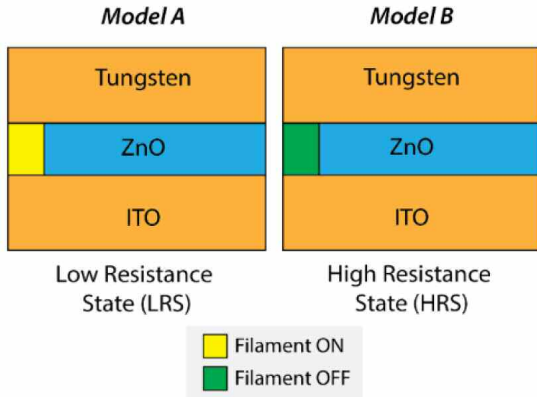 Model A
Model B
Tungsten
Tungsten
ZnO
ZnO
ITO
ITO
Low Resistance
State (LRS)
High Resistance
State (HRS)
Filament ON
Filament OFF